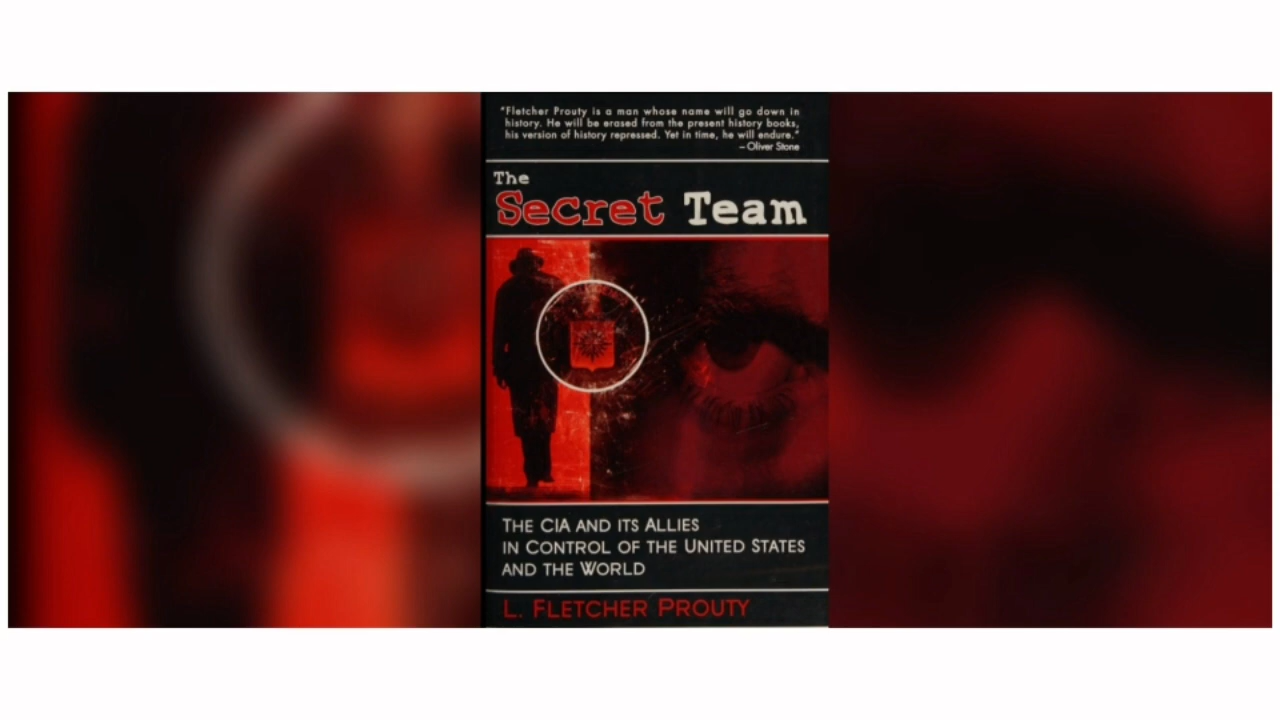 "Fletcher Prouty is a man whose name will go down in
history. He will be erased from the present history books,
his version of history repressed. Yet in time, he will endure."
– Oliver Stone
The
Secret Team
THE CIA AND ITS ALLIES
IN CONTROL OF THE UNITED STATES
AND THE WORLD
L. FLETCHER PROUTY